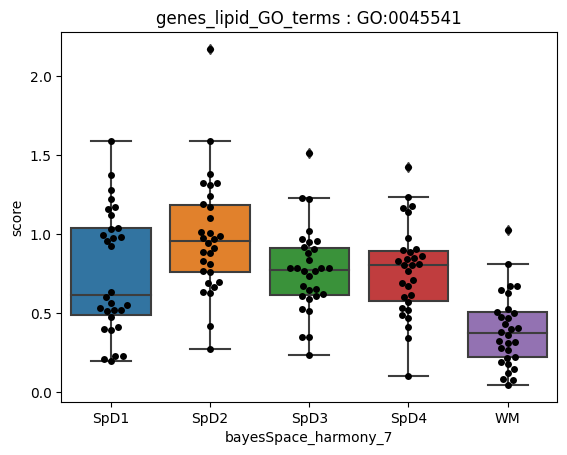 genes_lipid_GO_terms : GO:0045541
score
2.0
1.5
1.0
0.5
0.0
SpD1 SpD2 SpD3 SpD4 WM
bayesSpace_harmony_7